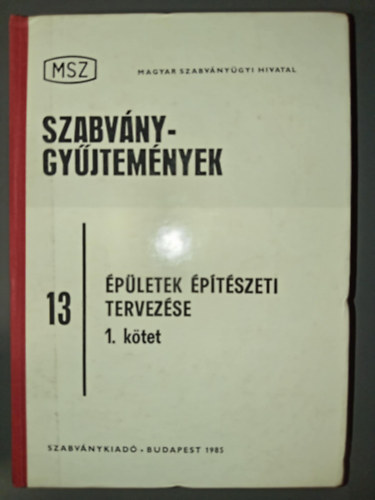 MSZ
MAGYAR SZABVÁNYÜGYI HIVATAL
SZABVÁNY-
GYŰJTEMÉNYEK
13
ÉPÜLETEK ÉPÍTÉSZETI
TERVEZÉSE
1. kötet
SZABVÁNYKIADÓ • BUDAPEST 1985